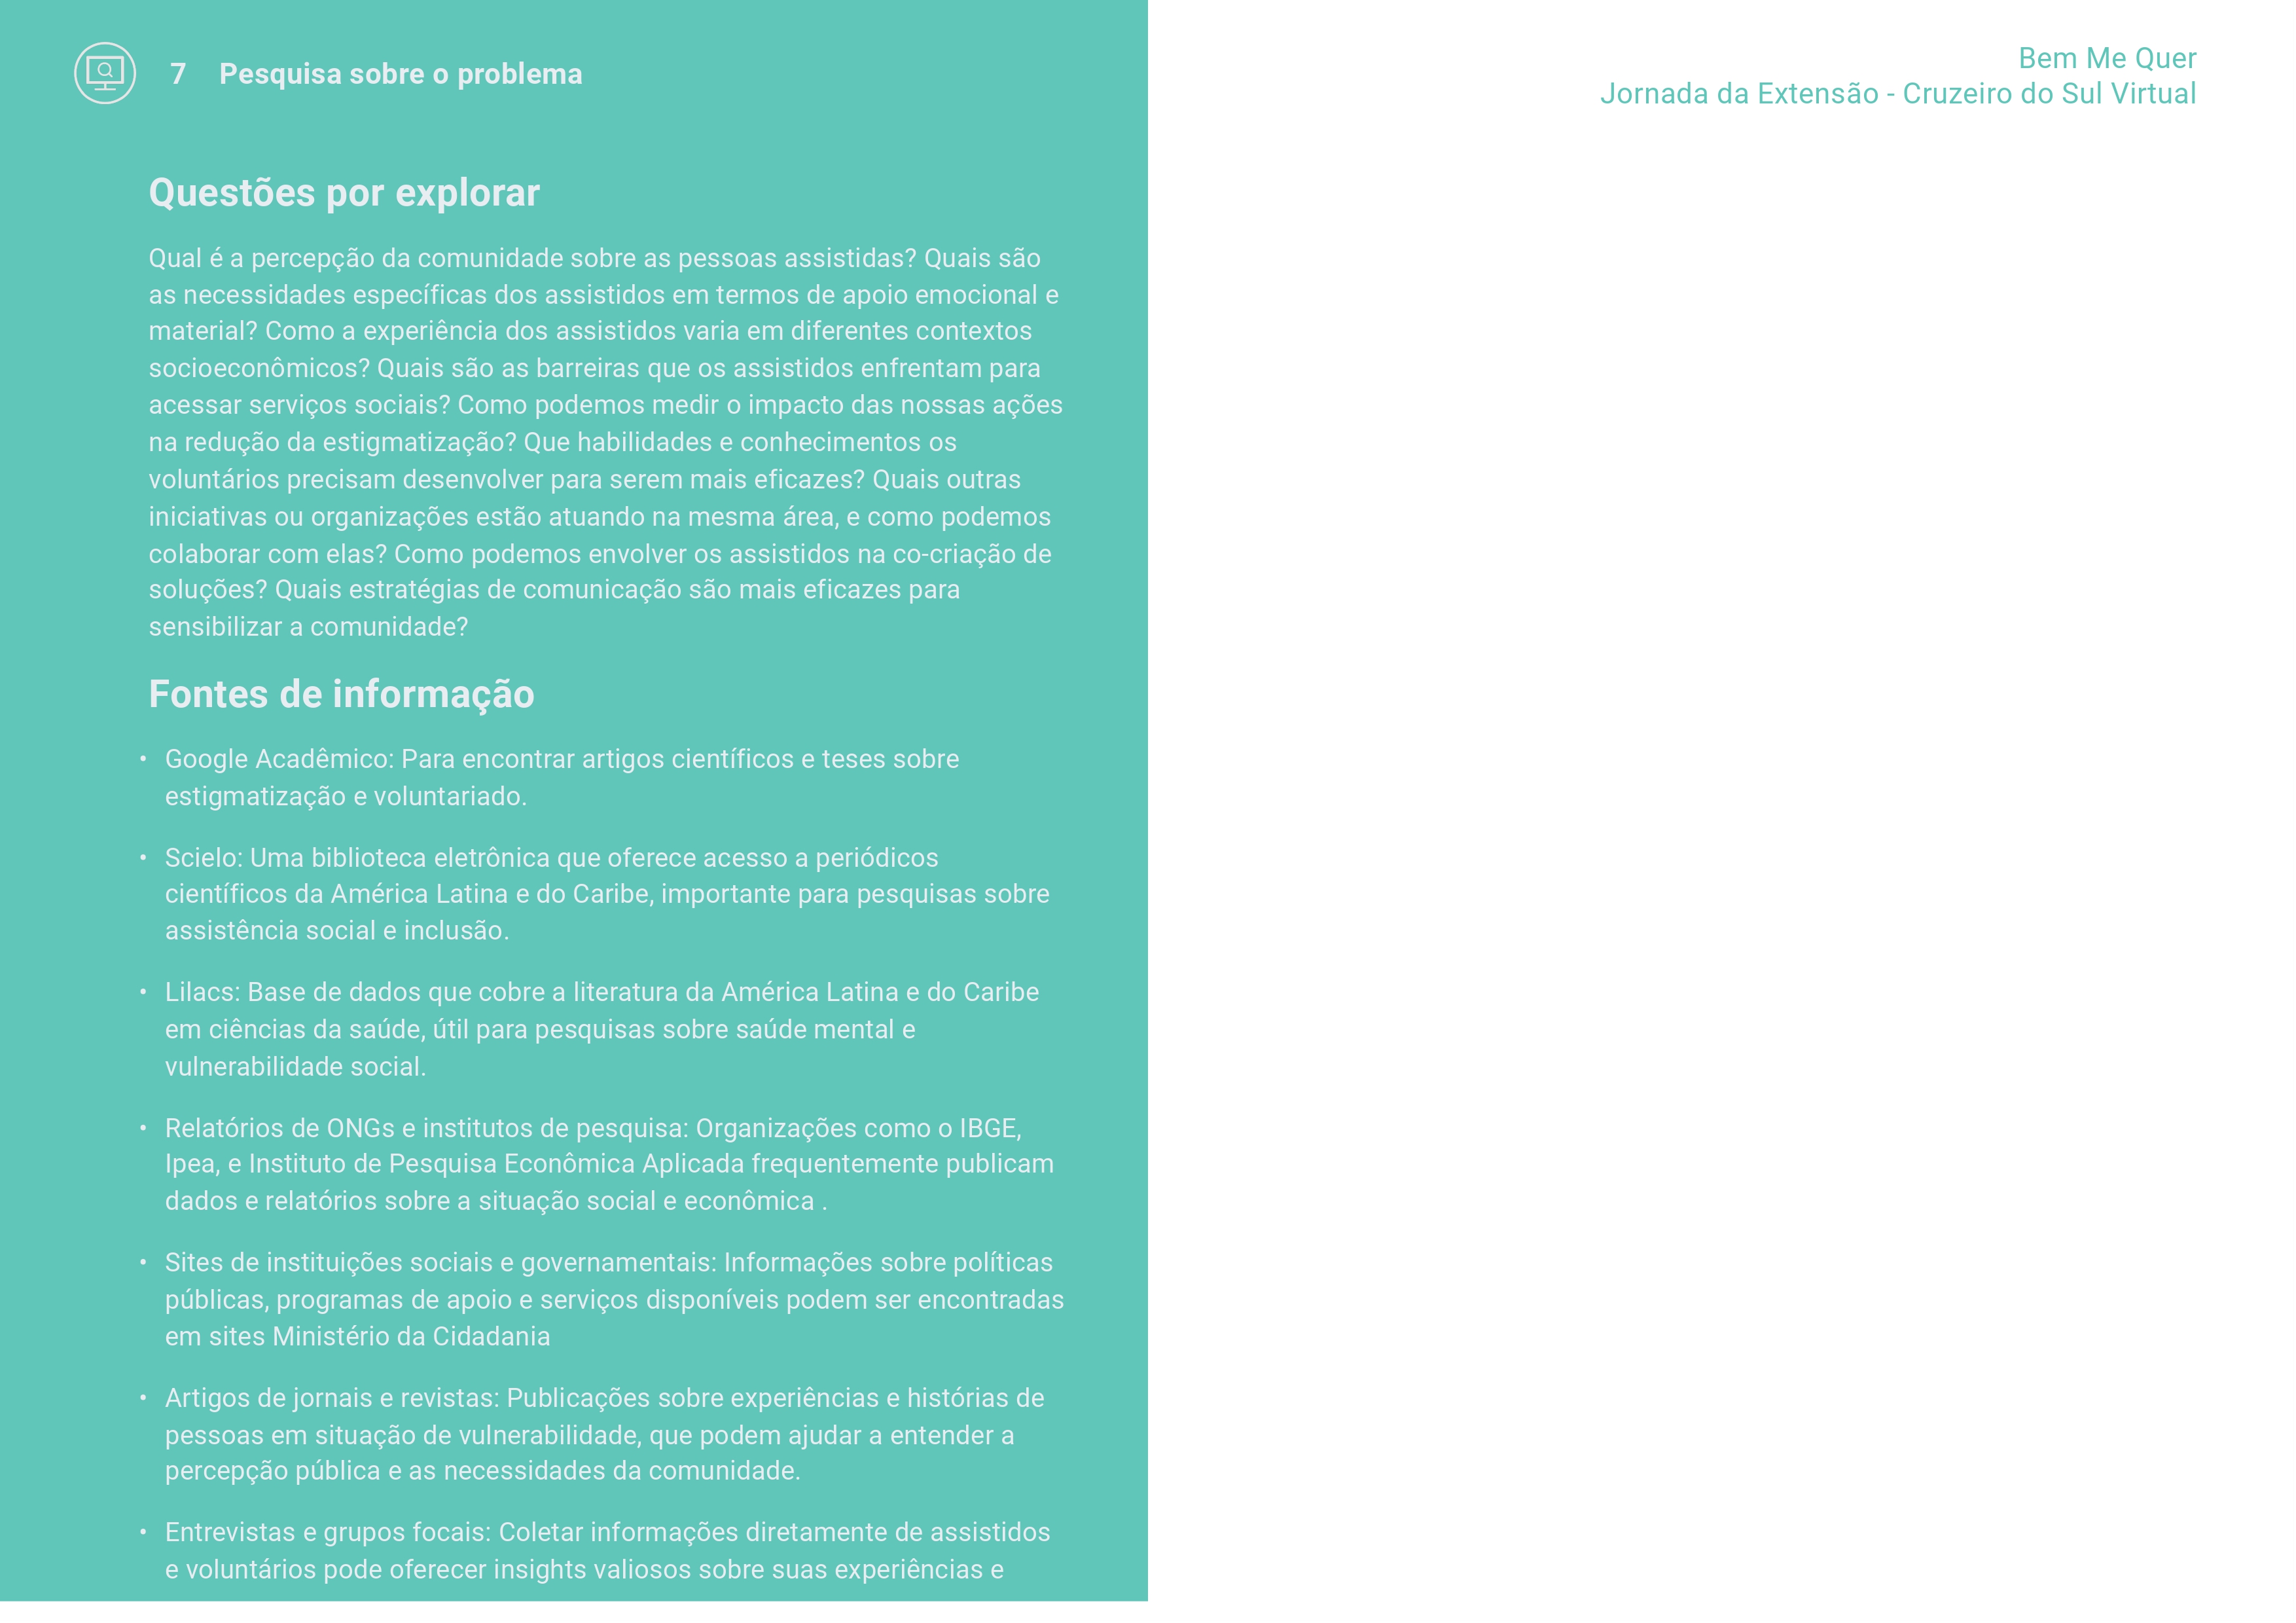 7 Pesquisa sobre o problema
Bem Me Quer
Jornada da Extensão - Cruzeiro do Sul Virtual
Questões por explorar
Qual é a percepção da comunidade sobre as pessoas assistidas? Quais são
as necessidades específicas dos assistidos em termos de apoio emocional e
material? Como a experiência dos assistidos varia em diferentes contextos
socioeconômicos? Quais são as barreiras que os assistidos enfrentam para
acessar serviços sociais? Como podemos medir o impacto das nossas ações
na redução da estigmatização? Que habilidades e conhecimentos os
voluntários precisam desenvolver para serem mais eficazes? Quais outras
iniciativas ou organizações estão atuando na mesma área, e como podemos
colaborar com elas? Como podemos envolver os assistidos na co-criação de
soluções? Quais estratégias de comunicação são mais eficazes para
sensibilizar a comunidade?
Fontes de informação
• Google Acadêmico: Para encontrar artigos científicos e teses sobre
estigmatização e voluntariado.
• Scielo: Uma biblioteca eletrônica que oferece acesso a periódicos
científicos da América Latina e do Caribe, importante para pesquisas sobre
assistência social e inclusão.
• Lilacs: Base de dados que cobre a literatura da América Latina e do Caribe
em ciências da saúde, útil para pesquisas sobre saúde mental e
vulnerabilidade social.
• Relatórios de ONGs e institutos de pesquisa: Organizações como o IBGE,
Ipea, e Instituto de Pesquisa Econômica Aplicada frequentemente publicam
dados e relatórios sobre a situação social e econômica .
• Sites de instituições sociais e governamentais: Informações sobre políticas
públicas, programas de apoio e serviços disponíveis podem ser encontradas
em sites Ministério da Cidadania
• Artigos de jornais e revistas: Publicações sobre experiências e histórias de
pessoas em situação de vulnerabilidade, que podem ajudar a entender a
percepção pública e as necessidades da comunidade.
• Entrevistas e grupos focais: Coletar informações diretamente de assistidos
e voluntários pode oferecer insights valiosos sobre suas experiências e